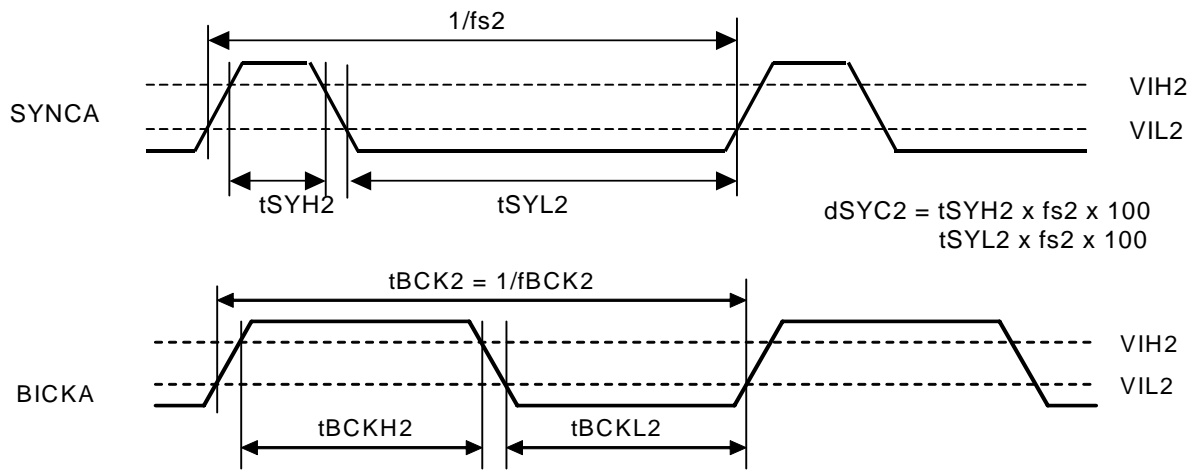 1/fs2
VIH2
SYNCA
VIL2
tSYH2
tSYL2
dSYC2 = tSYH2 x fs2 x 100
tSYL2 x fs2 x 100
tBCK2 = 1/fBCK2
VIH2
VIL2
BICKA
tBCKH2
tBCKL2